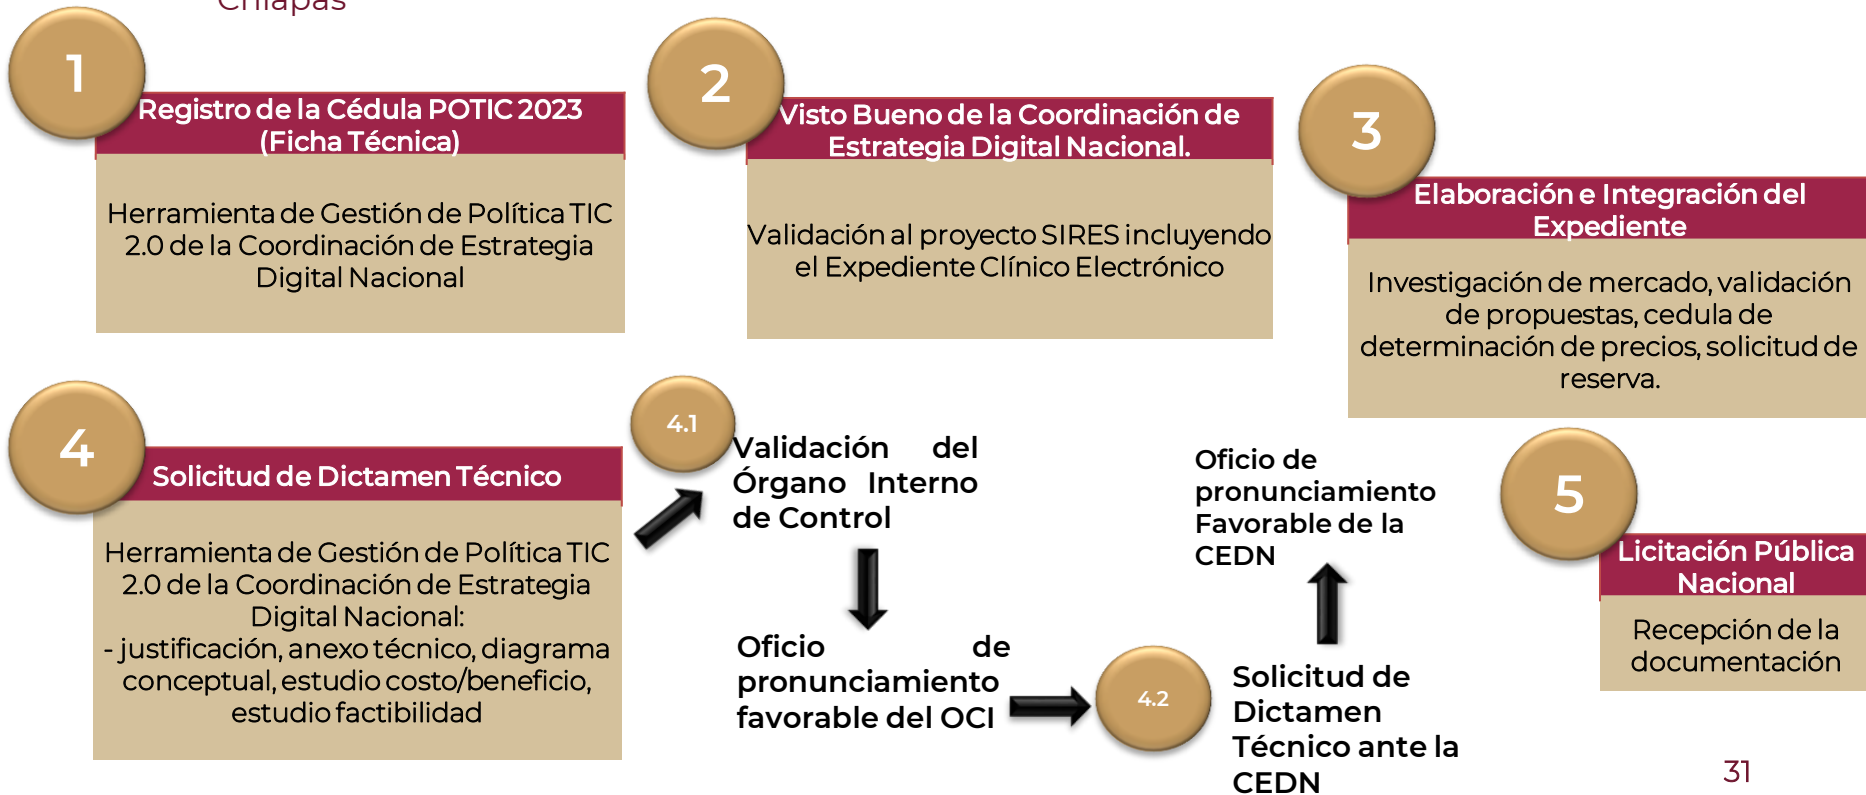 Chiapas
1
Registro de la Cédula POTIC 2023
(Ficha Técnica)
Herramienta de Gestión de Política TIC
2.0 de la Coordinación de Estrategia
Digital Nacional
2
Visto Bueno de la Coordinación de
Estrategia Digital Nacional.
Validación al proyecto SIRES incluyendo
el Expediente Clínico Electrónico
3
Elaboración e Integración del
Expediente
Investigación de mercado, validación
de propuestas, cedula de
determinación de precios, solicitud de
reserva.
4
Solicitud de Dictamen Técnico
Herramienta de Gestión de Política TIC
2.0 de la Coordinación de Estrategia
Digital Nacional:
- justificación, anexo técnico, diagrama
conceptual, estudio costo/beneficio,
estudio factibilidad
4.1
Validación del
Órgano Interno
de Control
Oficio de
pronunciamiento
favorable del OCI
4.2
Solicitud de
Dictamen
Técnico ante la
CEDN
Oficio de
pronunciamiento
Favorable de la
CEDN
5
Licitación Pública
Nacional
Recepción de la
documentación
31